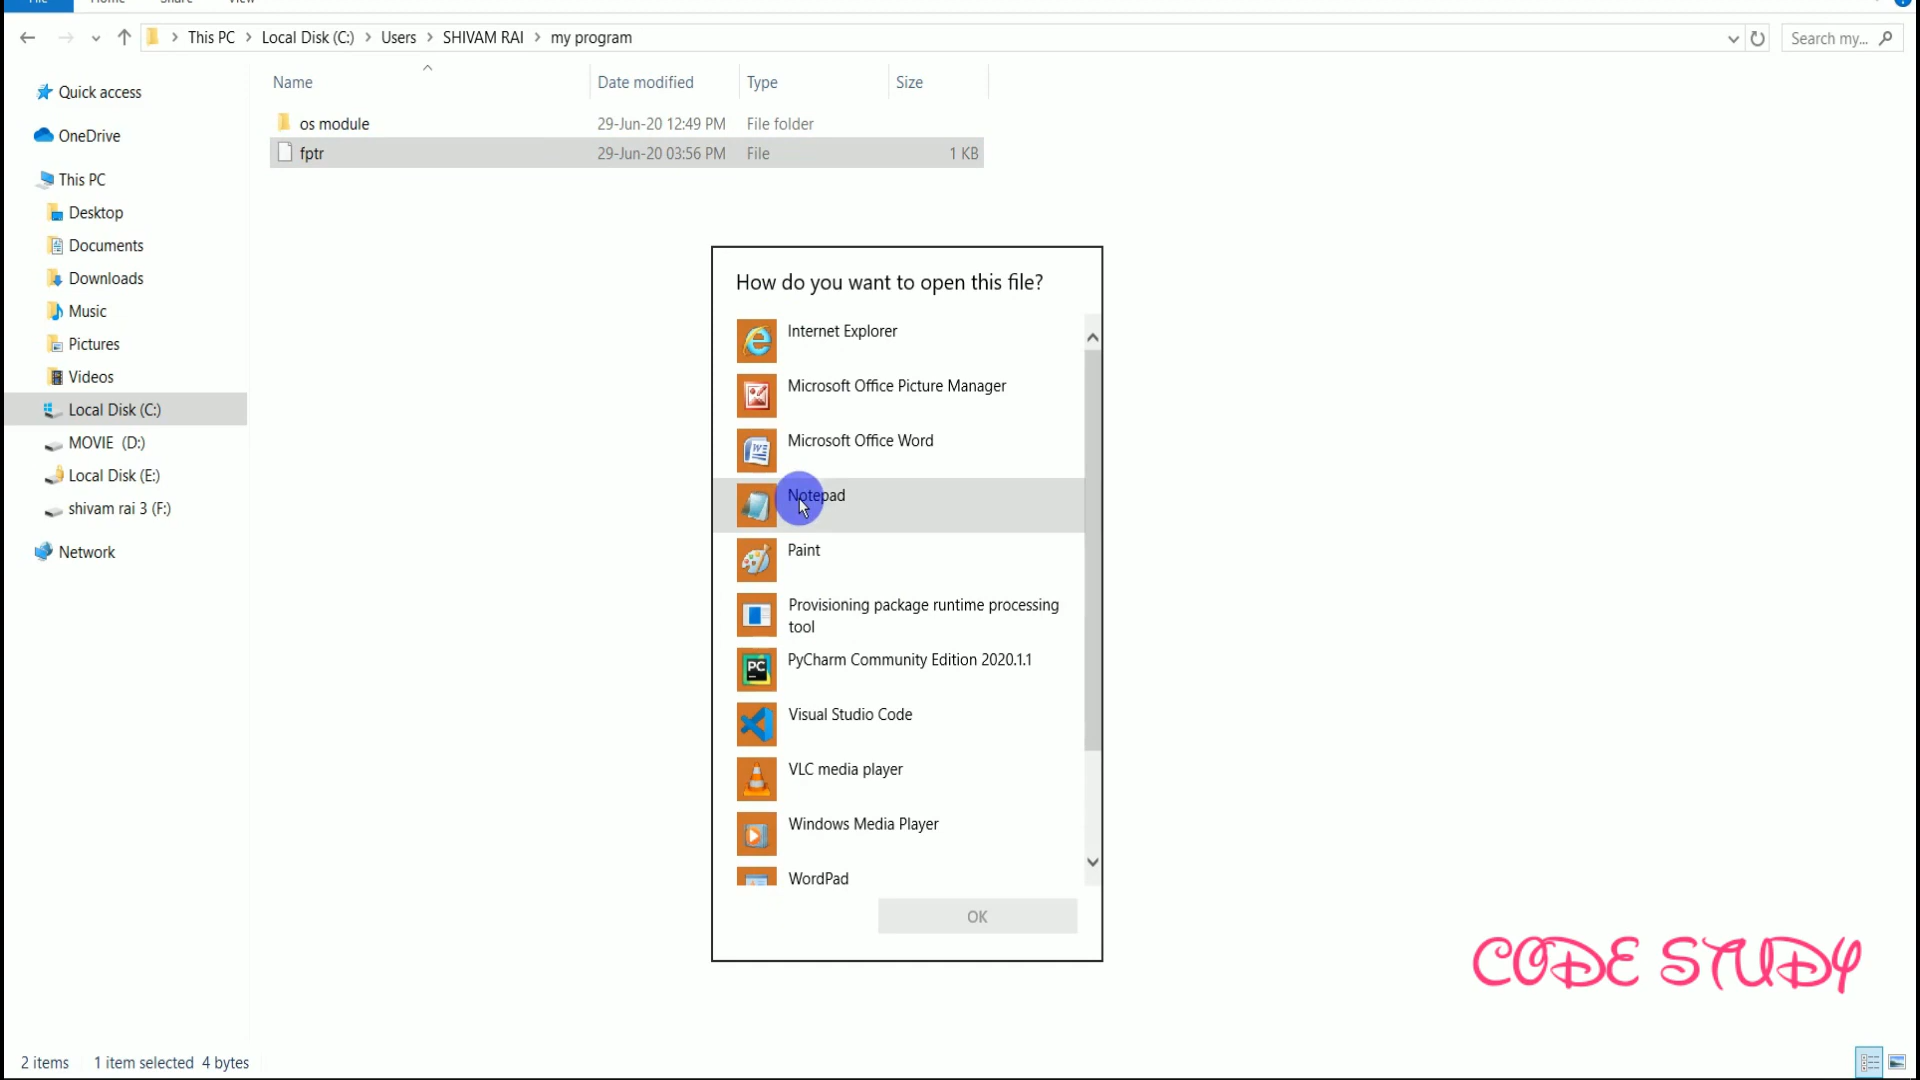 File Home Share View
This PC > Local Disk (C:) > Users > SHIVAM RAI > my program
Search my...
Name Date modified Type Size
os module 29-Jun-20 12:49 PM File folder
fptr 29-Jun-20 03:56 PM File 1 KB
Quick access
OneDrive
This PC
Desktop
Documents
Downloads
Music
Pictures
Videos
Local Disk (C:)
MOVIE (D:)
Local Disk (E:)
shivam rai 3 (F:)
Network
How do you want to open this file?
Internet Explorer
Microsoft Office Picture Manager
Microsoft Office Word
Notepad
Paint
Provisioning package runtime processing
tool
PC
PyCharm Community Edition 2020.1.1
Visual Studio Code
VLC media player
Windows Media Player
WordPad
OK
CODE STUDY
2 items 1 item selected 4 bytes